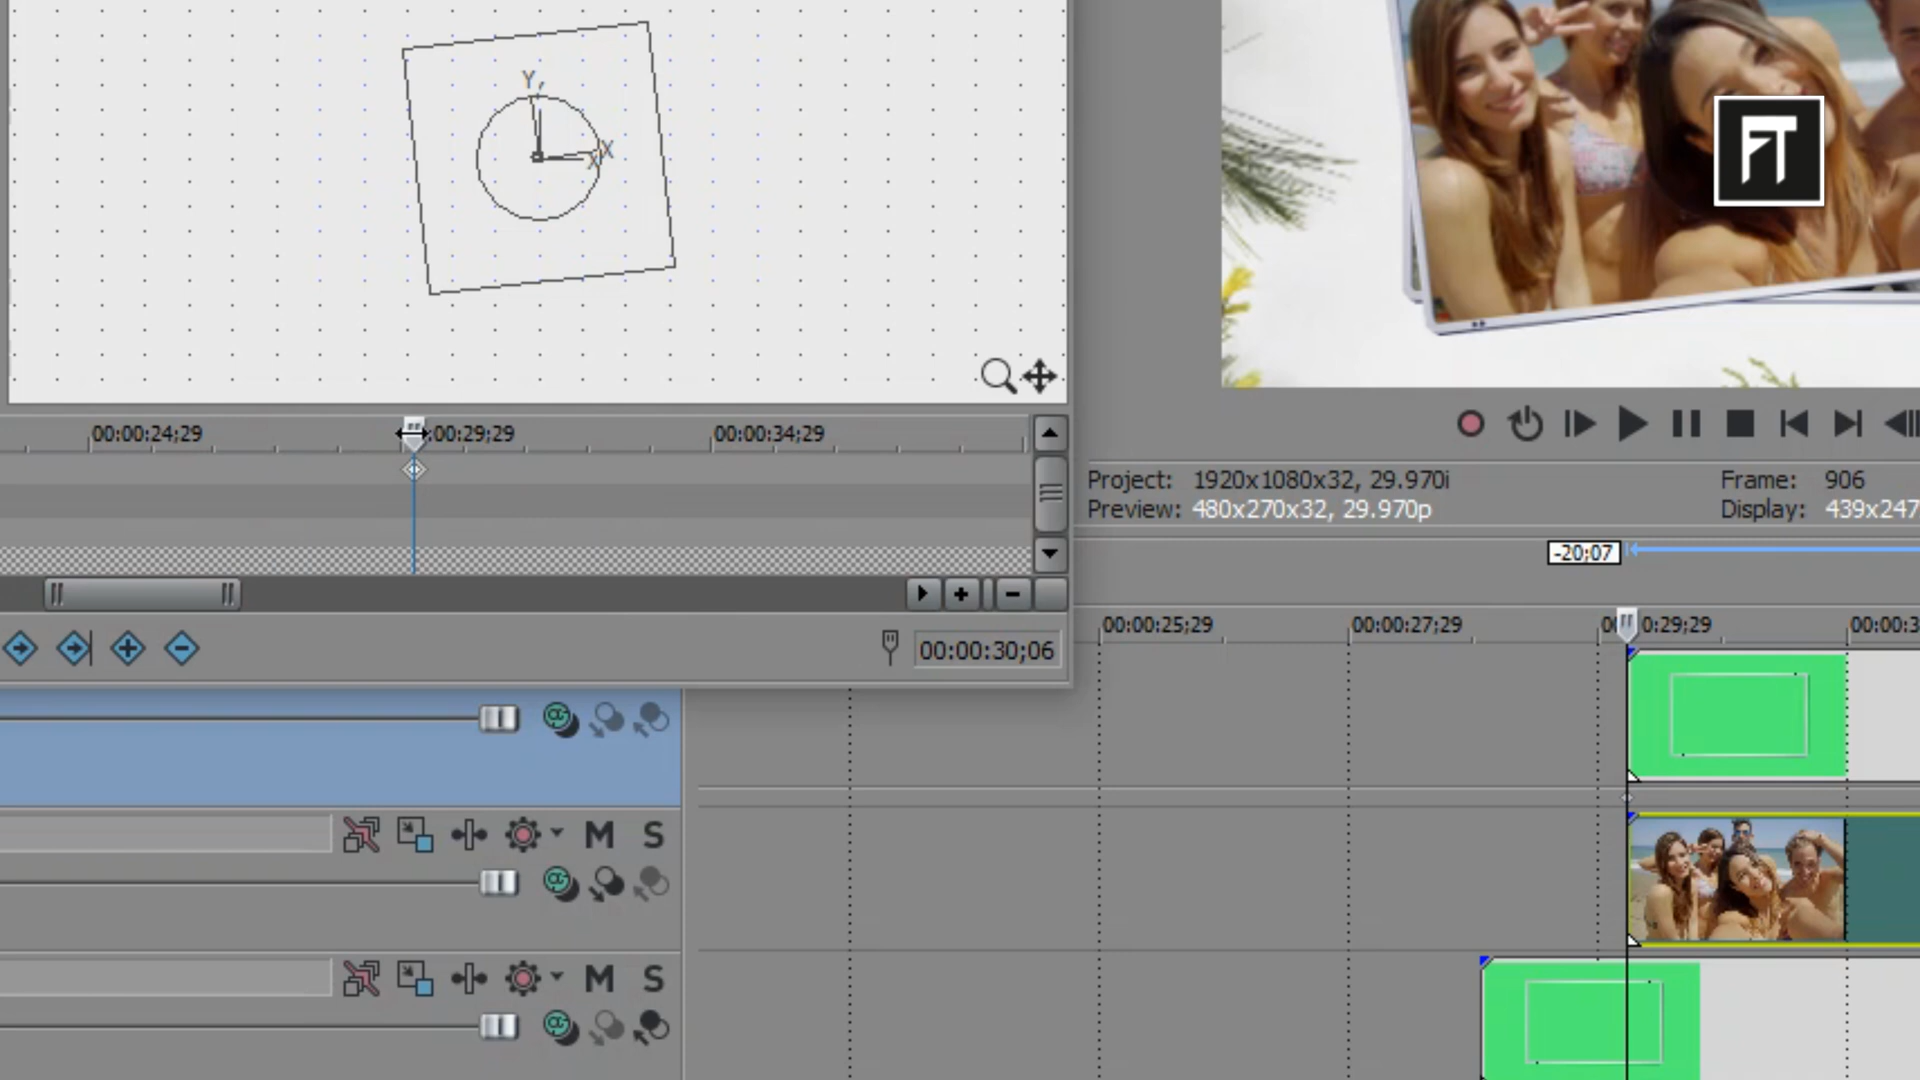 Y
X
X
FT
00:00:24;29
00:29;29
00:00:34;29
Project: 1920x1080x32, 29.970i
Preview: 480x270x32, 29.970p
Frame: 906
Display: 439x247
-20;07
00:00:30;06
00:00:25;29
00:00:27;29
0:29;29
00:00:3
M S
M S